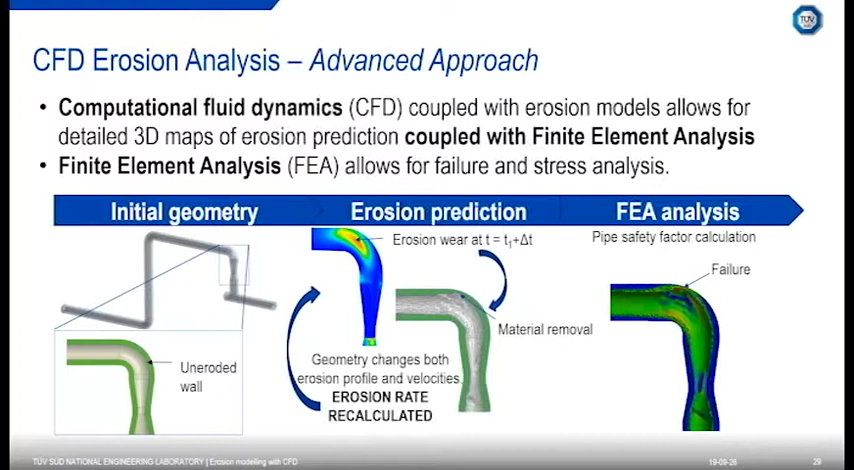 TÜV
CFD Erosion Analysis – Advanced Approach
• Computational fluid dynamics (CFD) coupled with erosion models allows for
detailed 3D maps of erosion prediction coupled with Finite Element Analysis
• Finite Element Analysis (FEA) allows for failure and stress analysis.
Initial geometry
Erosion prediction
FEA analysis
Erosion wear at t = t₁+Δt
Pipe safety factor calculation
Failure
Material removal
Uneroded
wall
Geometry changes both
erosion profile and velocities
EROSION RATE
RECALCULATED
TÜV SÜD NATIONAL ENGINEERING LABORATORY | Erosion modelling with CFD
19-09-26
29